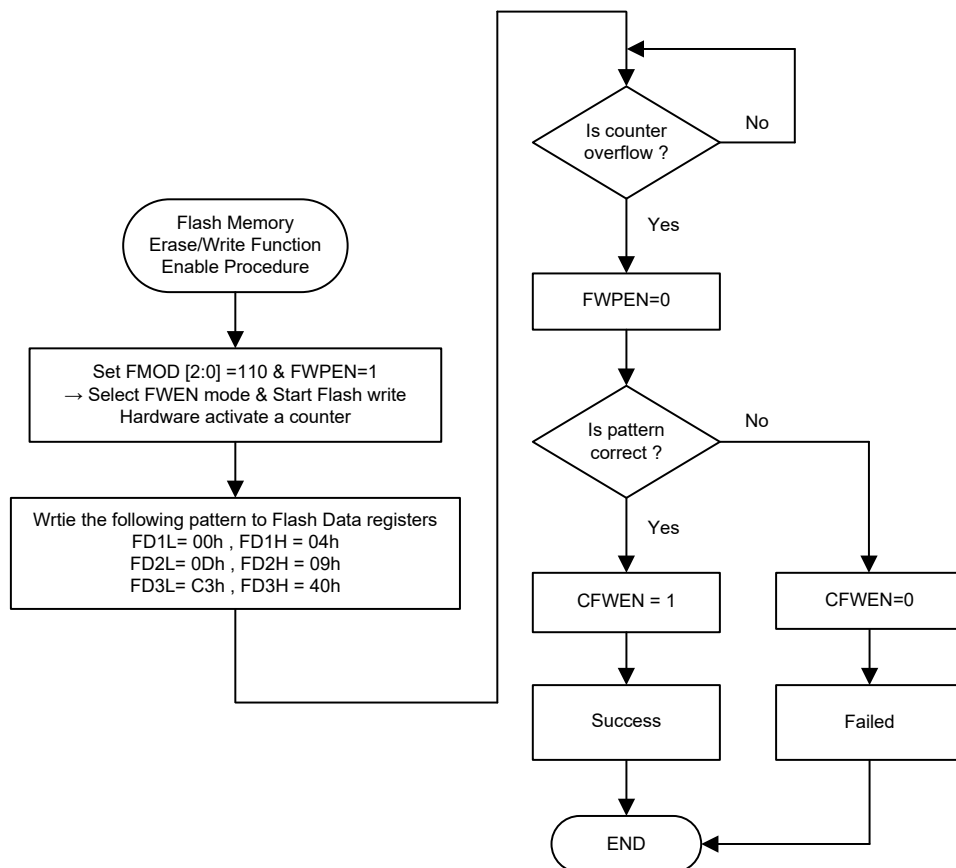 Flash Memory
Erase/Write Function
Enable Procedure
Set FMOD [2:0] =110 & FWPEN=1
→ Select FWEN mode & Start Flash write
Hardware activate a counter
Wrtie the following pattern to Flash Data registers
FD1L= 00h , FD1H = 04h
FD2L= 0Dh , FD2H = 09h
FD3L= C3h , FD3H = 40h
Is counter
overflow ?
No
Yes
FWPEN=0
Is pattern
correct ?
No
Yes
CFWEN = 1
CFWEN=0
Success
Failed
END